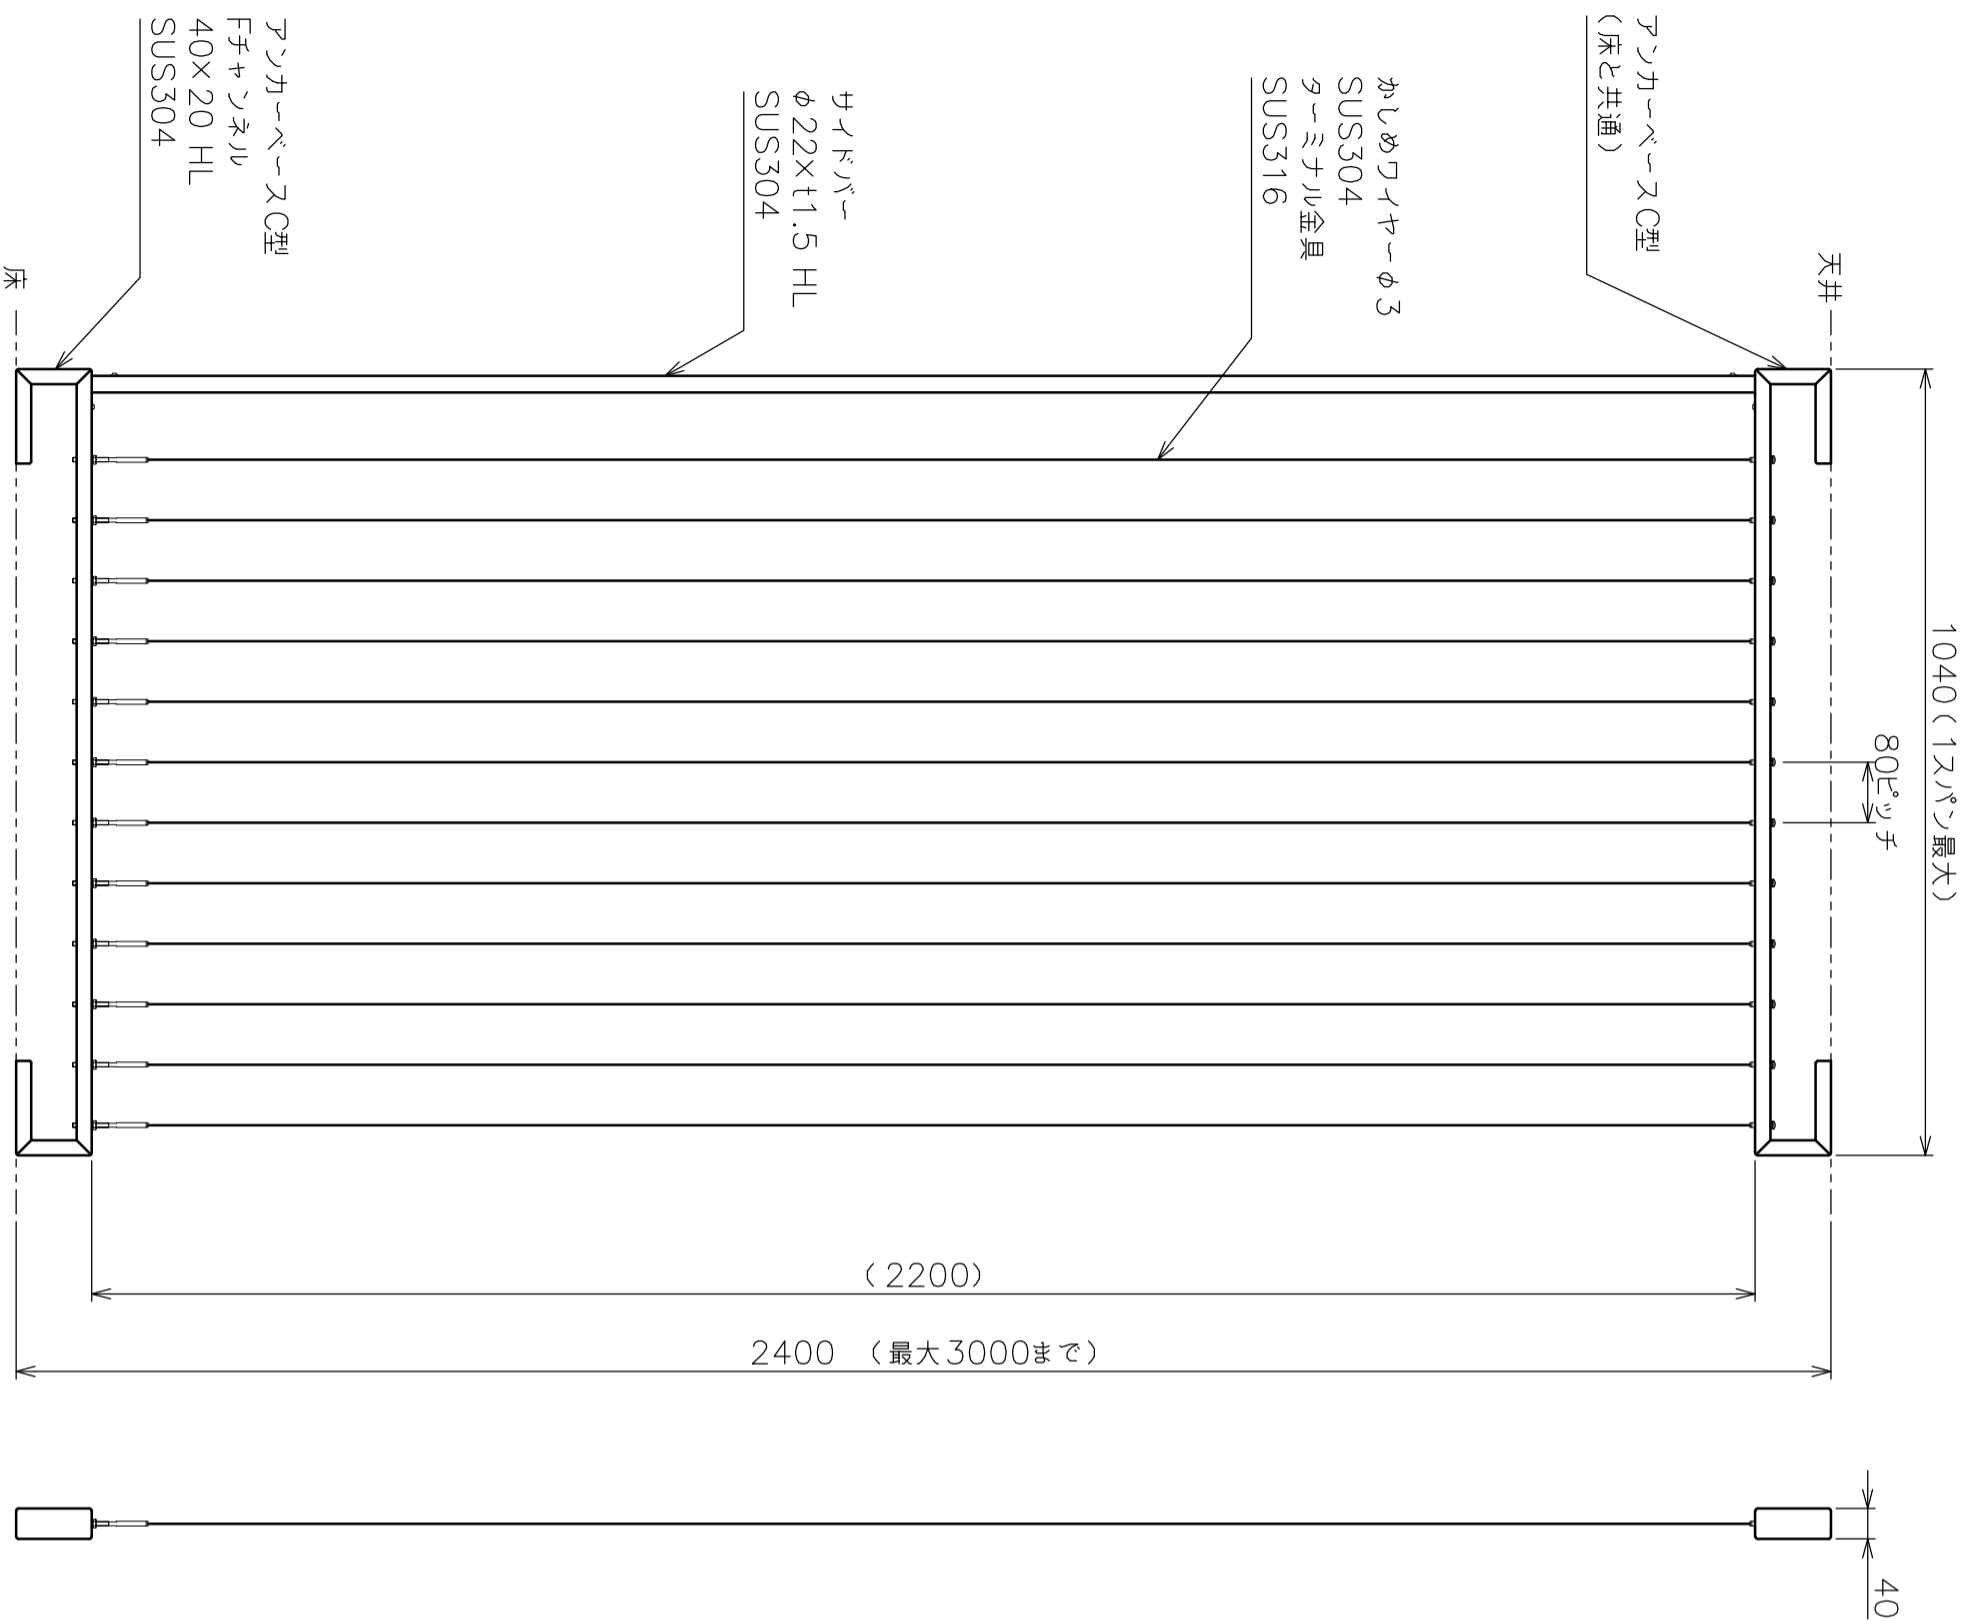 アンカーベースC型
(床と共通)
天井
1040(1スパン最大)
80ピッチ
かしめワイヤーφ3
SUS304
ターミナル金具
SUS316
サイドバー
φ22×t1.5 HL
SUS304
アンカーベースC型
Fチャンネル
40×20 HL
SUS304
床
(2200)
2400 (最大3000まで)
40